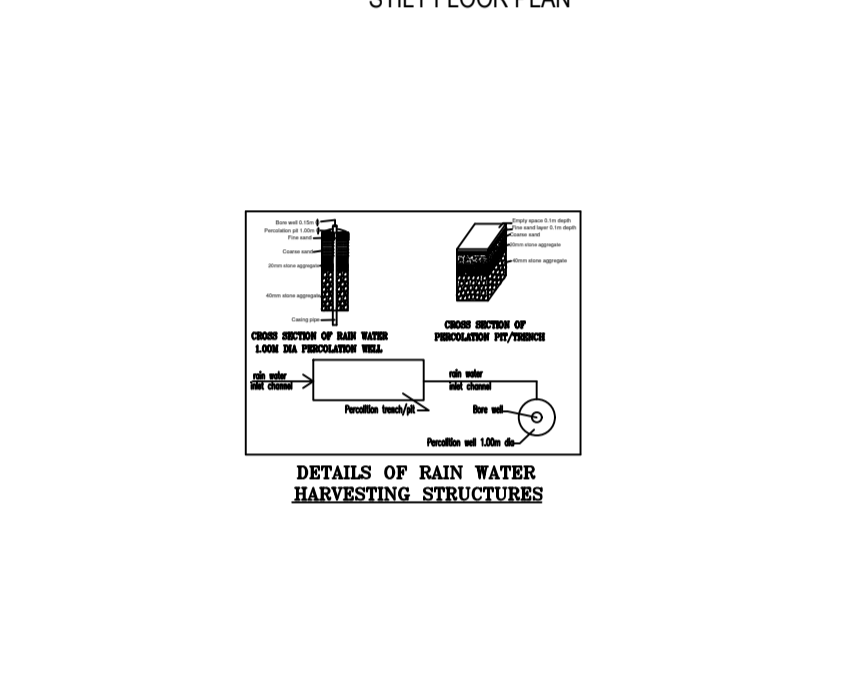 STILT FLOOR PLAN
Bore well 0.15m
Percolation pit 1.00m
Fine sand
Coarse sand
20mm stone aggregate
40mm stone aggregate
Casing pipe
CROSS SECTION OF RAIN WATER
1.00M DIA PERCOLATION WELL
Empty space 0.1m depth
Fine sand layer 0.1m depth
Coarse sand
20mm stone aggregate
40mm stone aggregate
CROSS SECTION OF
PERCOLATION PIT/TRENCH
rain water
inlet channel
rain water
inlet channel
Percoltion trench/pit
Bore well
Percoltion well 1.00m dia
DETAILS OF RAIN WATER
HARVESTING STRUCTURES